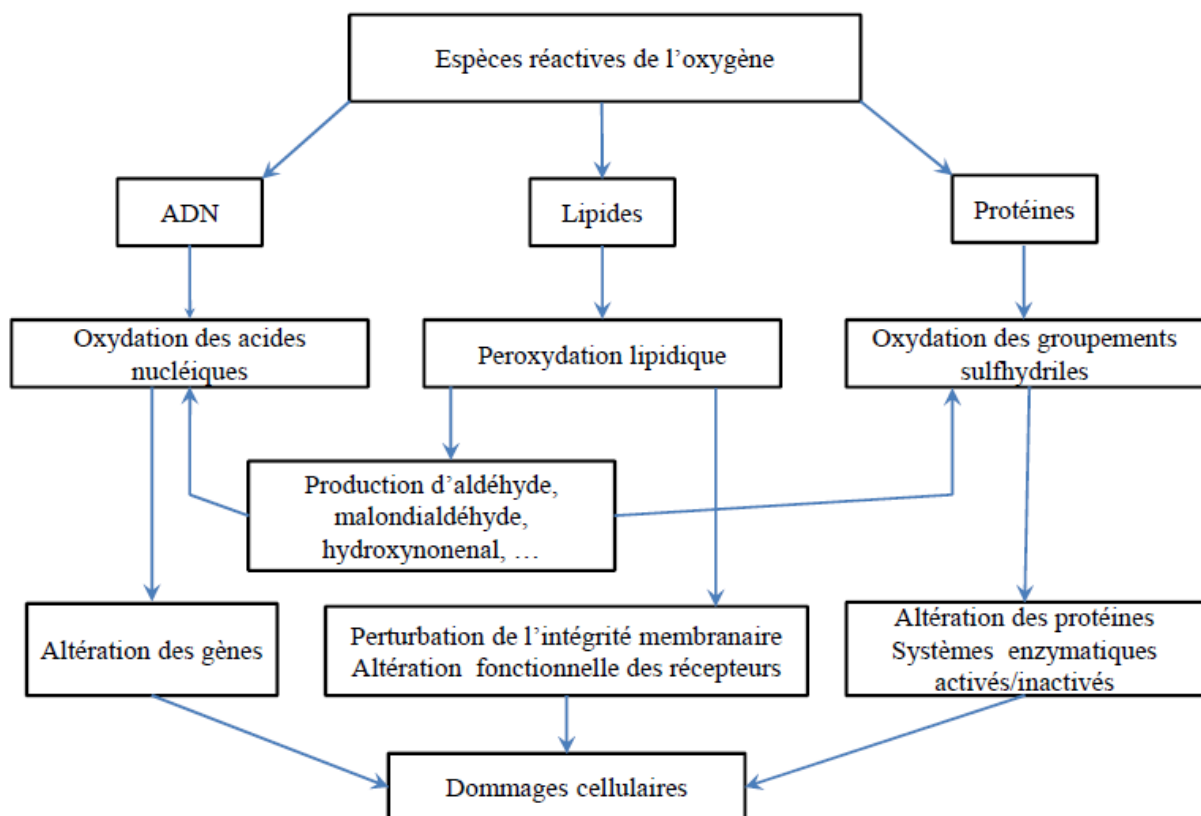 Espèces réactives de l’oxygène
ADN
Lipides
Protéines
Oxydation des acides
nucléiques
Peroxydation lipidique
Oxydation des groupements
sulfhydriles
Production d’aldéhyde,
malondialdéhyde,
hydroxynonenal, …
Altération des gènes
Perturbation de l’intégrité membranaire
Altération fonctionnelle des récepteurs
Altération des protéines
Systèmes enzymatiques
activés/inactivés
Dommages cellulaires